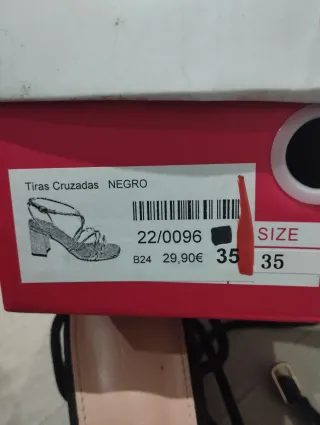 Tiras Cruzadas NEGRO
22/0096
B24 29,90€ 35
SIZE
35